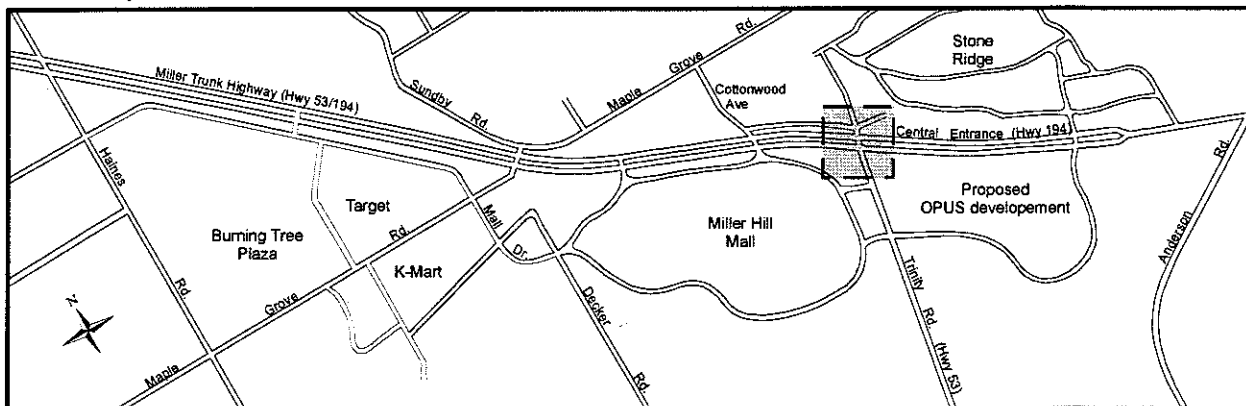 Stone
Ridge
Rd.
Grove
Maple
Miller Trunk Highway (Hwy 53/194)
Sundby
Rd.
Cottonwood
Ave
Central Entrance (Hwy 194)
Rd.
Haines
Rd.
Target
Mall
Dr.
Burning Tree
Plaza
K-Mart
Miller Hill
Mall
Proposed
OPUS developement
Anderson
Maple
Grove
Rd.
Decker
Rd.
Trinity
Rd.
(Hwy 53)
N